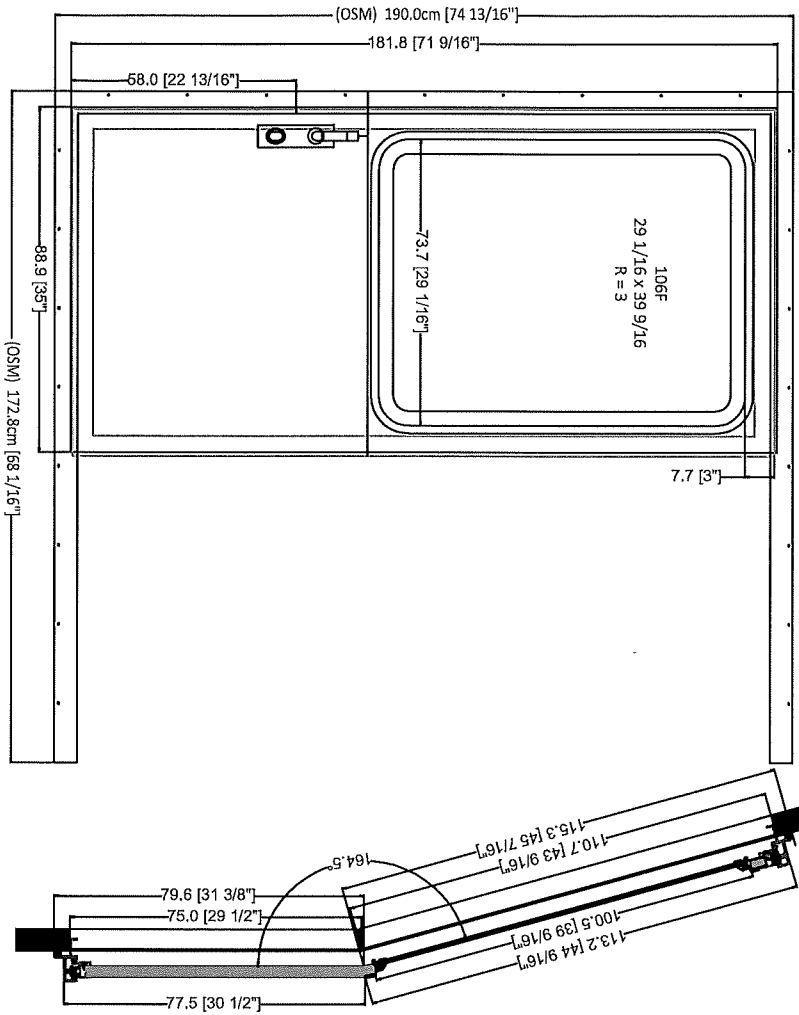 (OSM) 190.0cm [74 13/16"]
181.8 [71 9/16"]
58.0 [22 13/16"]
88.9 [35"]
(OSM) 172.8cm [68 1/16"]
73.7 [29 1/16"]
106F
29 1/16 x 39 9/16
R = 3
7.7 [3"]
115.3 [45 7/16"]
110.7 [43 9/16"]
164.5°
79.6 [31 3/8"]
75.0 [29 1/2"]
100.5 [39 9/16"]
113.2 [44 9/16"]
77.5 [30 1/2"]